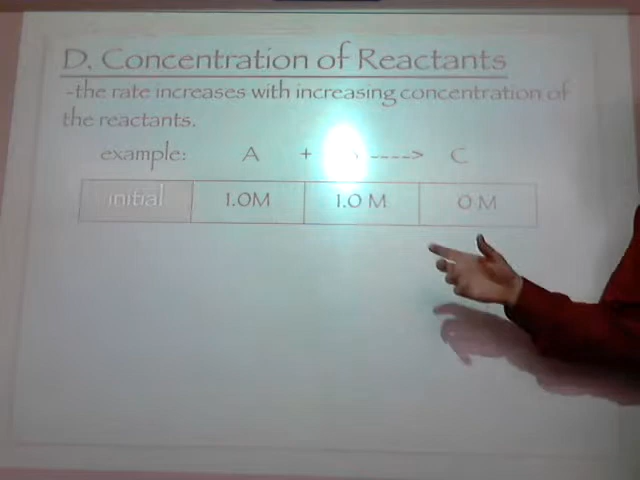 D. Concentration of Reactants
-the rate increases with increasing concentration of
the reactants.
example: A + ----> C
initial 1.0M 1.0 M 0 M